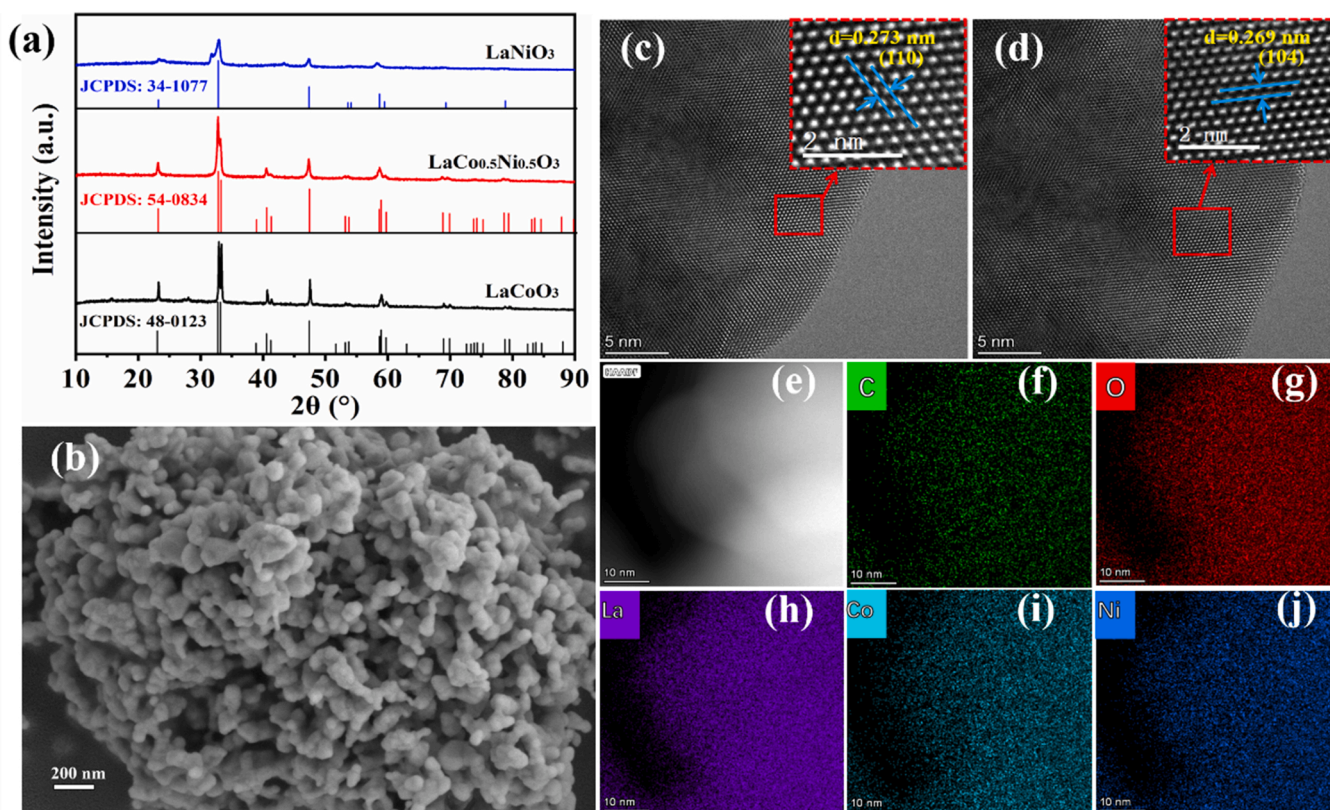 (a)
LaNiO3
JCPDS: 34-1077
LaCo0.5Ni0.5O3
JCPDS: 54-0834
LaCoO3
JCPDS: 48-0123
Intensity (a.u.)
10 20 30 40 50 60 70 80 90
2θ (°)
(b)
200 nm
(c)
d=0.273 nm
(110)
2 nm
5 nm
(d)
d=0.269 nm
(104)
2 nm
5 nm
HAADF
(e)
10 nm
C
(f)
10 nm
O
(g)
10 nm
La
(h)
10 nm
Co
(i)
10 nm
Ni
(j)
10 nm